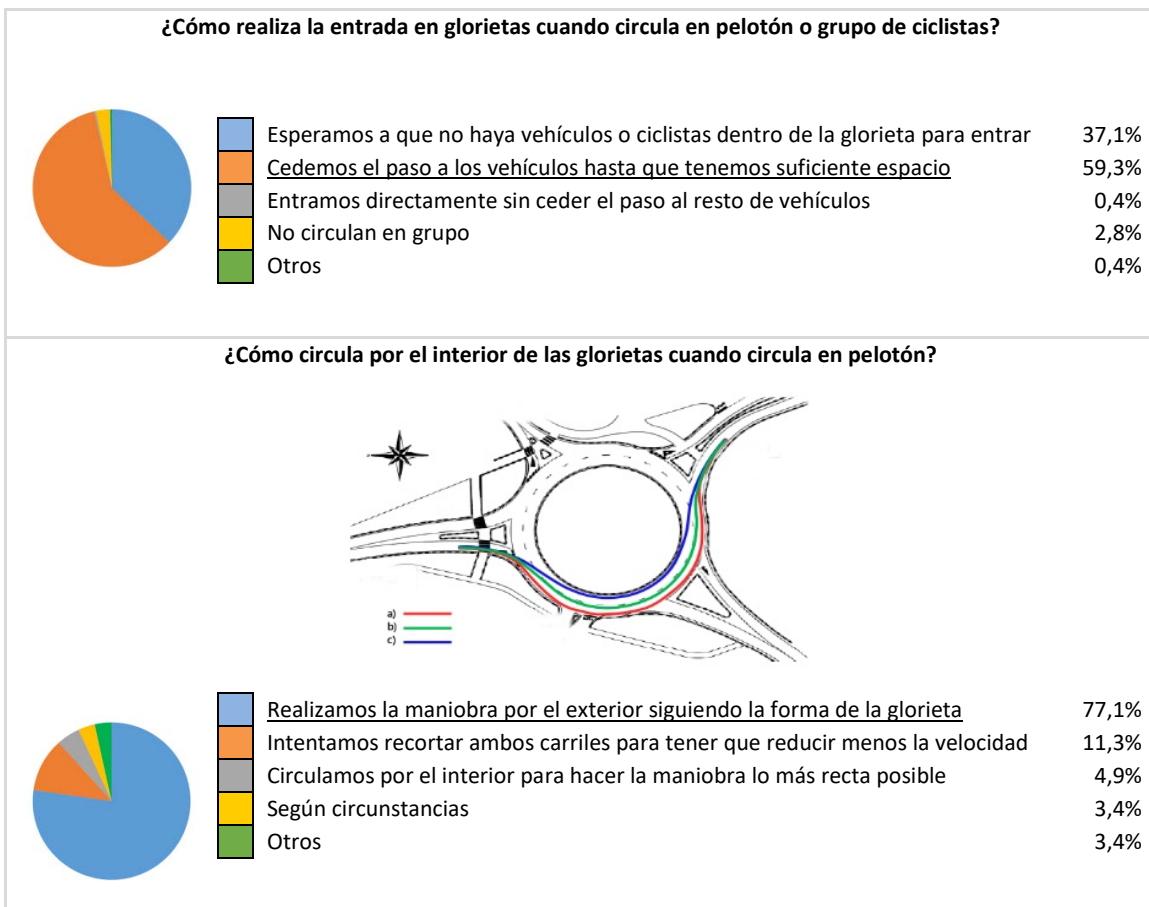 ¿Cómo realiza la entrada en glorietas cuando circula en pelotón o grupo de ciclistas?
Esperamos a que no haya vehículos o ciclistas dentro de la glorieta para entrar 37,1%
Cedemos el paso a los vehículos hasta que tenemos suficiente espacio 59,3%
Entramos directamente sin ceder el paso al resto de vehículos 0,4%
No circulan en grupo 2,8%
Otros 0,4%
¿Cómo circula por el interior de las glorietas cuando circula en pelotón?
a)
b)
c)
Realizamos la maniobra por el exterior siguiendo la forma de la glorieta 77,1%
Intentamos recortar ambos carriles para tener que reducir menos la velocidad 11,3%
Circulamos por el interior para hacer la maniobra lo más recta posible 4,9%
Según circunstancias 3,4%
Otros 3,4%